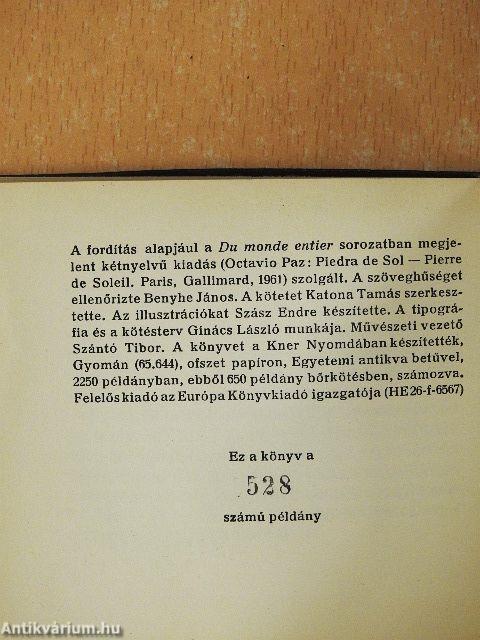 A fordítás alapjául a Du monde entier sorozatban megje-
lent kétnyelvű kiadás (Octavio Paz: Piedra de Sol — Pierre
de Soleil. Paris, Gallimard, 1961) szolgált. A szöveghűséget
ellenőrizte Benyhe János. A kötetet Katona Tamás szerkesz-
tette. Az illusztrációkat Szász Endre készítette. A tipográ-
fia és a kötésterv Ginács László munkája. Művészeti vezető
Szántó Tibor. A könyvet a Kner Nyomdában készítették,
Gyomán (65.644), ofszet papíron, Egyetemi antikva betűvel,
2250 példányban, ebből 650 példány bőrkötésben, számozva.
Felelős kiadó az Európa Könyvkiadó igazgatója (HE 26-f-6567)
Ez a könyv a
528
számú példány
Antikvárium.hu